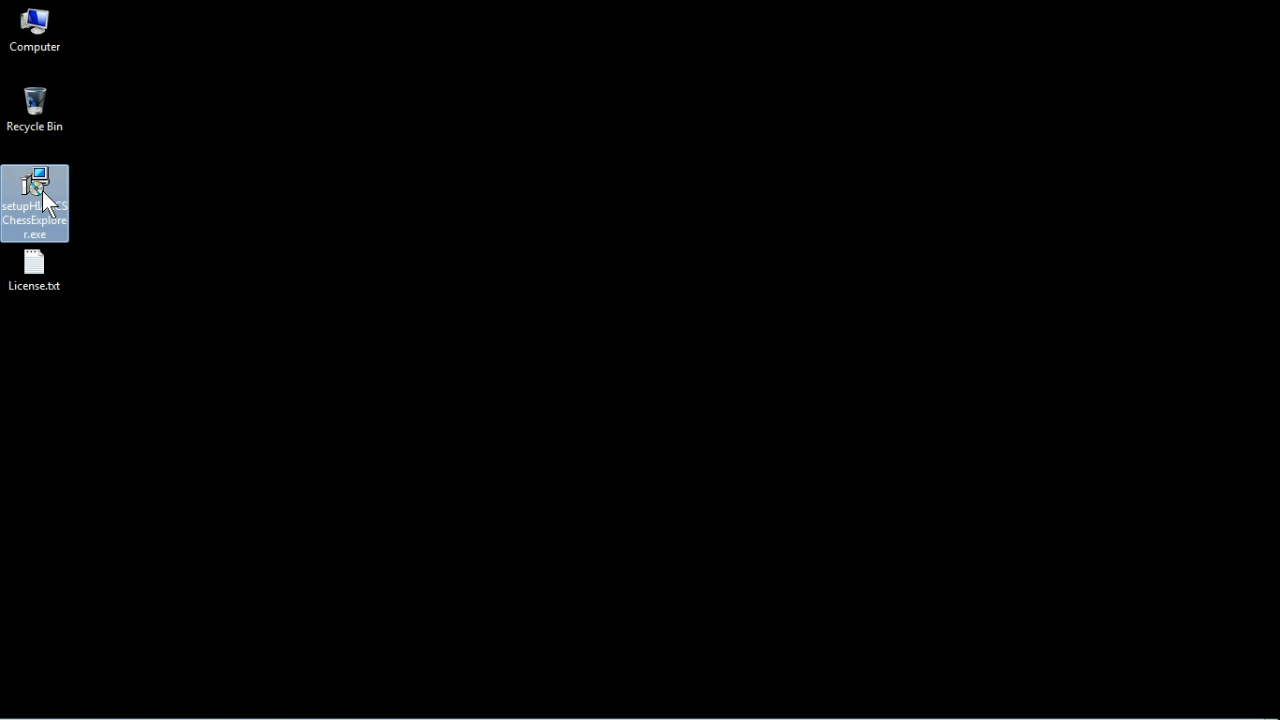 Computer
Recycle Bin
ChessExplore
r.exe
License.txt